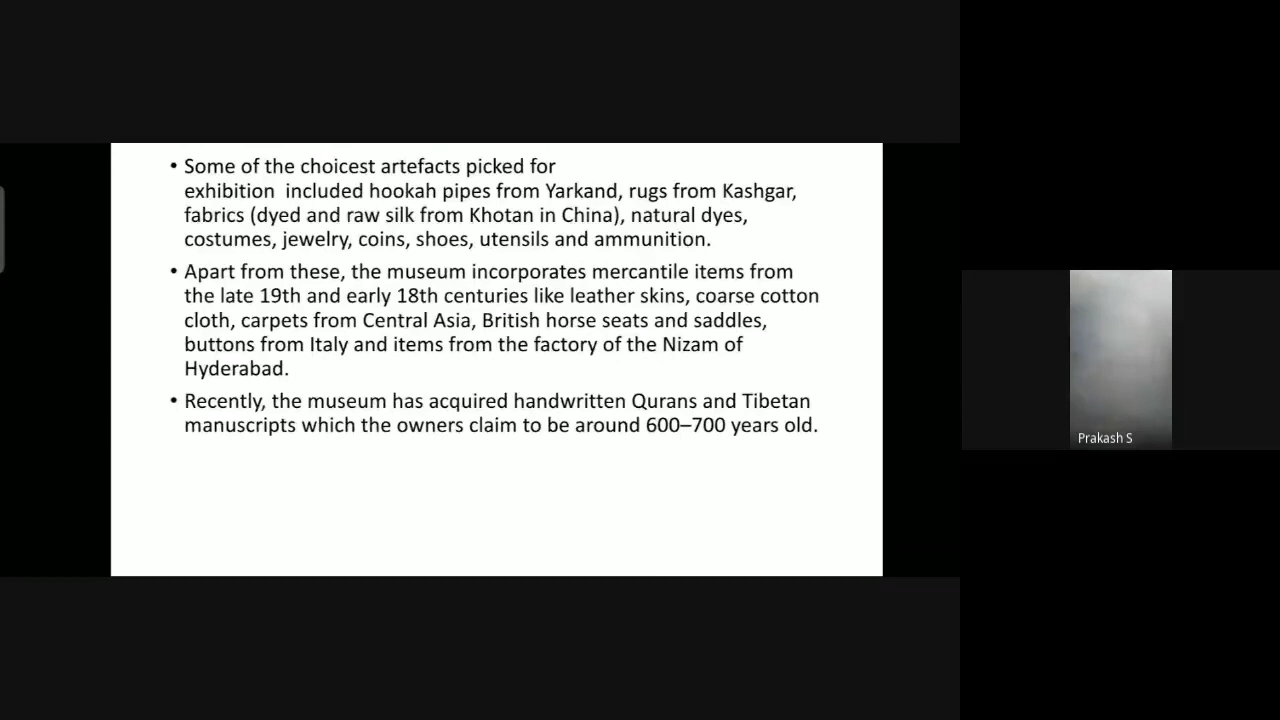 • Some of the choicest artefacts picked for
exhibition  included hookah pipes from Yarkand, rugs from Kashgar,
fabrics (dyed and raw silk from Khotan in China), natural dyes,
costumes, jewelry, coins, shoes, utensils and ammunition.
• Apart from these, the museum incorporates mercantile items from
the late 19th and early 18th centuries like leather skins, coarse cotton
cloth, carpets from Central Asia, British horse seats and saddles,
buttons from Italy and items from the factory of the Nizam of
Hyderabad.
• Recently, the museum has acquired handwritten Qurans and Tibetan
manuscripts which the owners claim to be around 600–700 years old.
Prakash S